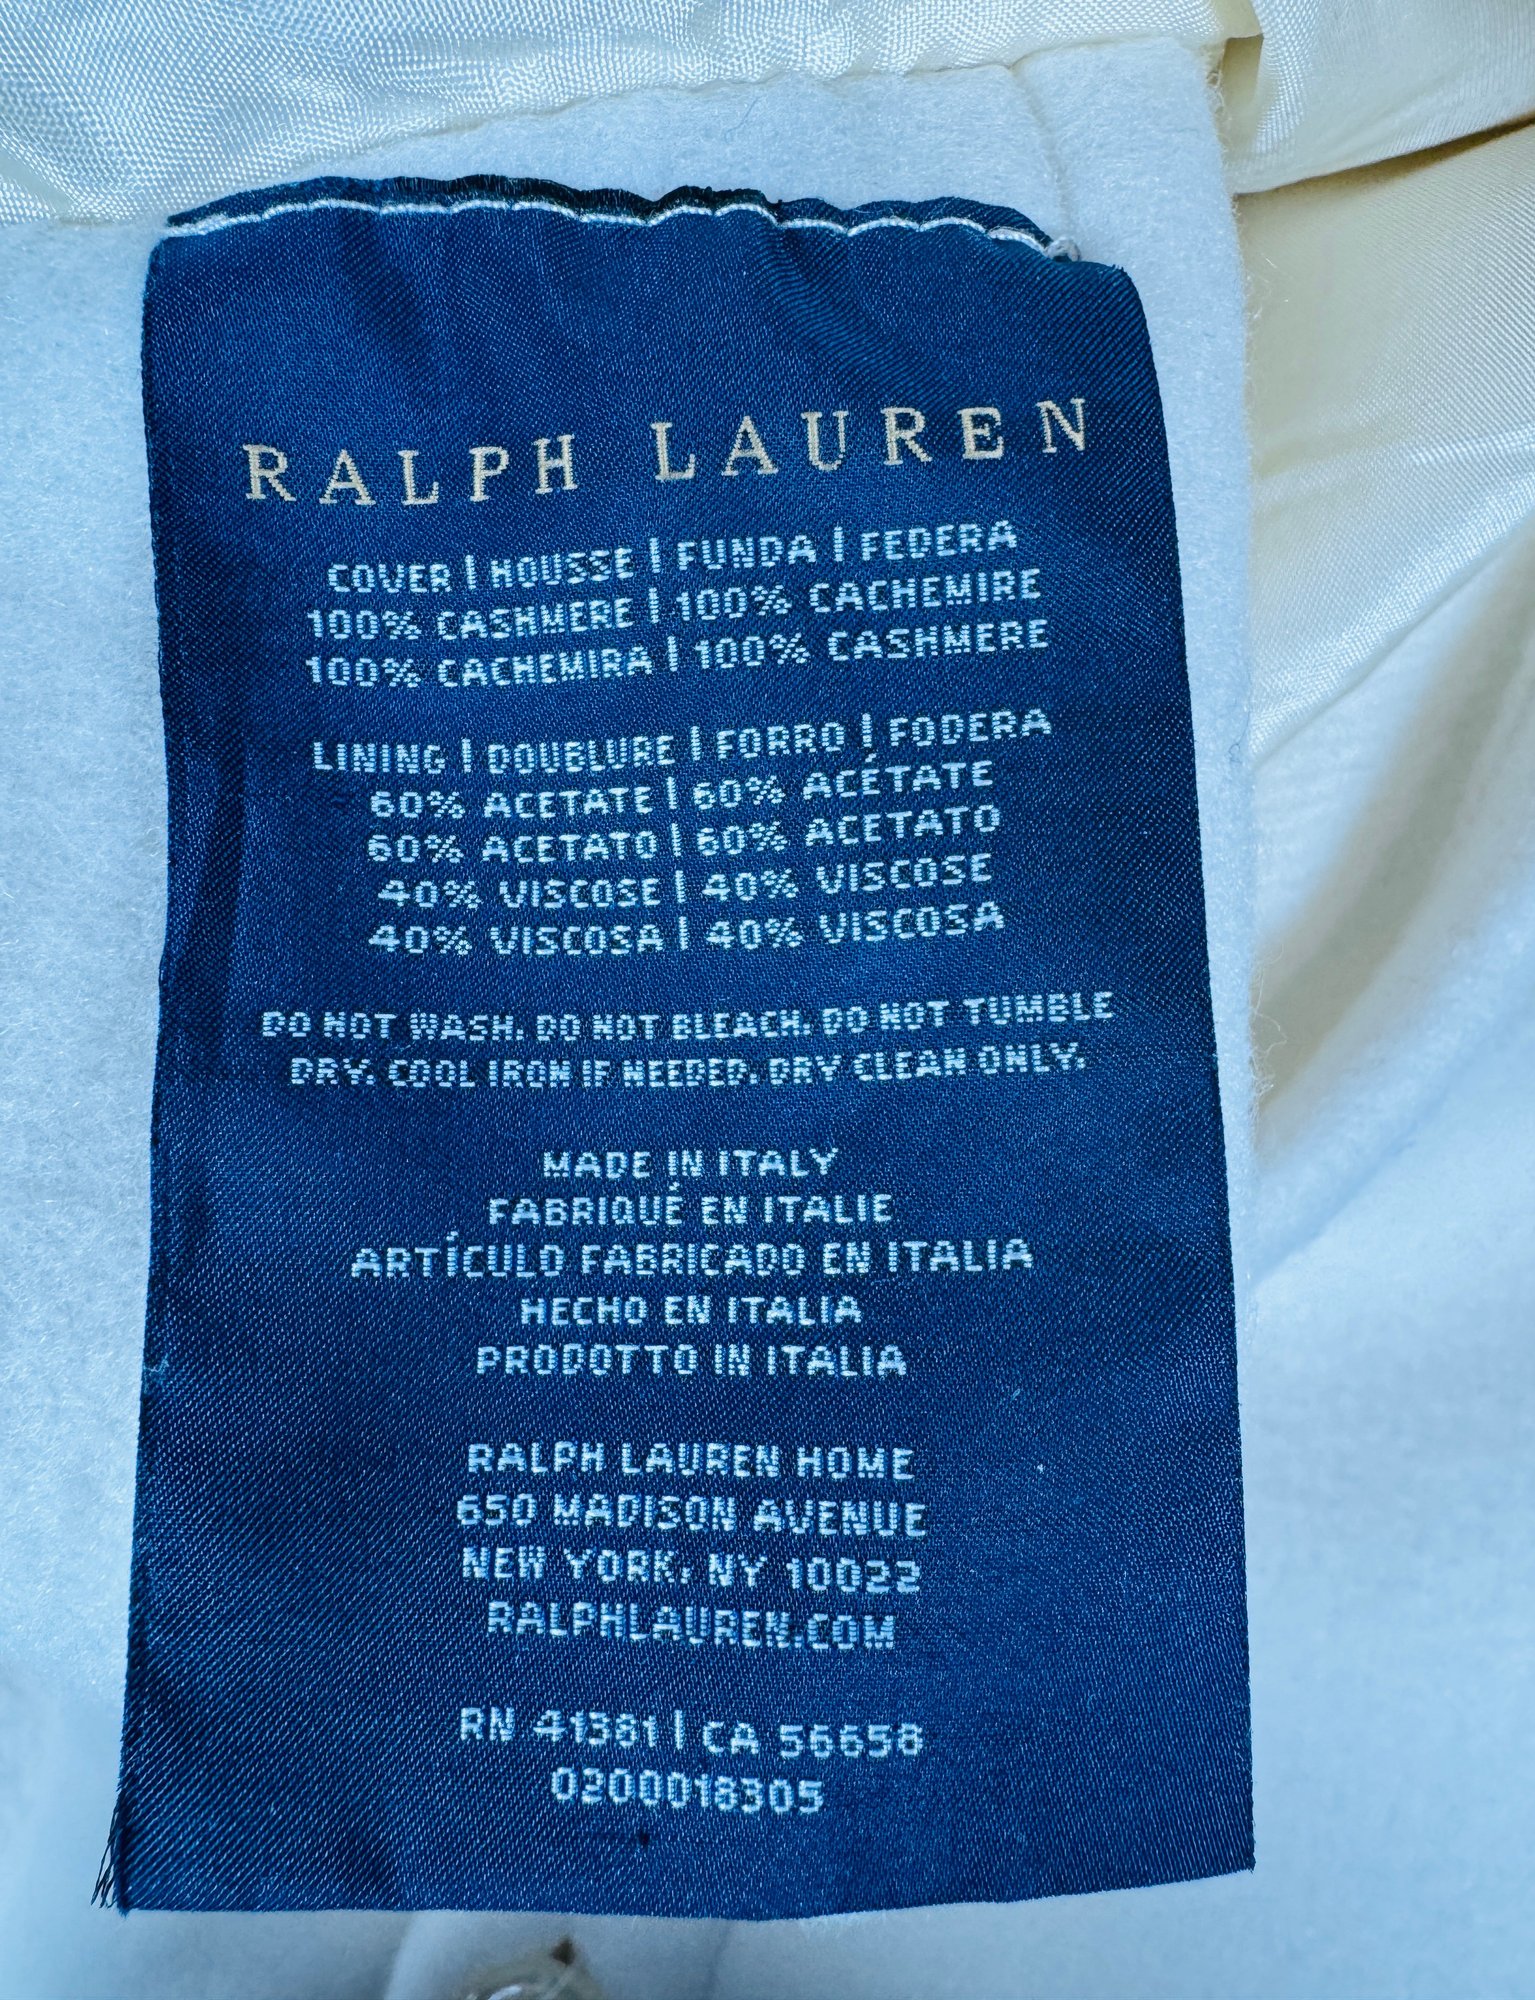 RALPH LAUREN
COVER | HOUSSE | FUNDA | FEDERA
100% CASHMERE | 100% CACHEMIRE
100% CACHEMIRA | 100% CASHMERE
LINING | DOUBLURE | FORRO | FODERA
60% ACETATE | 60% ACÉTATE
60% ACETATO | 60% ACETATO
40% VISCOSE | 40% VISCOSE
40% VISCOSA | 40% VISCOSA
DO NOT WASH. DO NOT BLEACH. DO NOT TUMBLE
DRY. COOL IRON IF NEEDED. DRY CLEAN ONLY.
MADE IN ITALY
FABRIQUÉ EN ITALIE
ARTÍCULO FABRICADO EN ITALIA
HECHO EN ITALIA
PRODOTTO IN ITALIA
RALPH LAUREN HOME
650 MADISON AVENUE
NEW YORK, NY 10022
RALPHLAUREN.COM
RN 41381 | CA 56658
0200018305